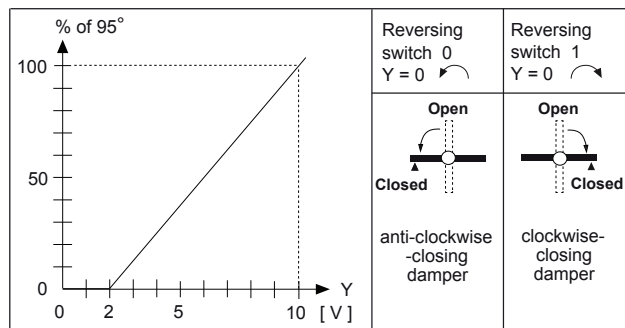 % of 95°
100
50
0
0 2 5 10
Y
[ V ]
Reversing
switch 0
Y = 0
Open
Closed
anti-clockwise
-closing
damper
Reversing
switch 1
Y = 0
Open
Closed
clockwise-
closing
damper